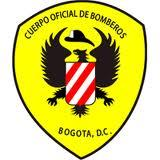 CUERPO OFICIAL DE BOMBEROS
BOGOTA, D.C.